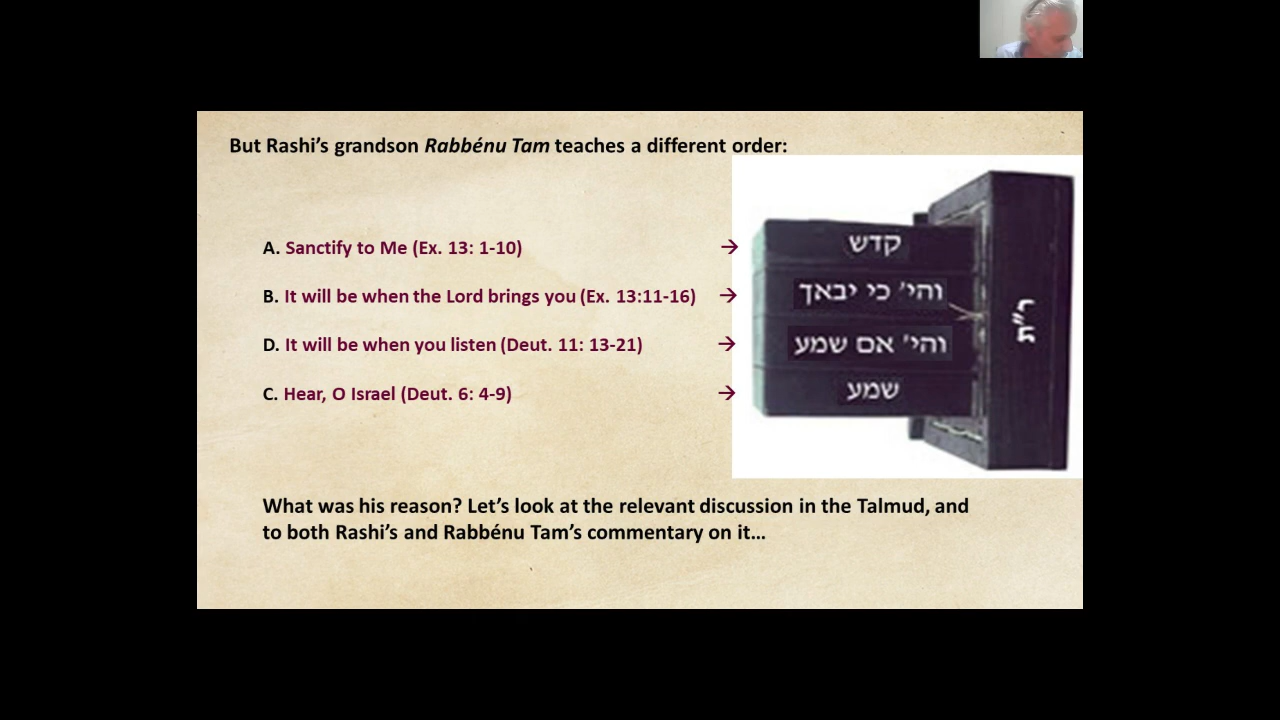 But Rashi’s grandson Rabbénu Tam teaches a different order:
A. Sanctify to Me (Ex. 13: 1-10) →
קדש
B. It will be when the Lord brings you (Ex. 13:11-16) →
והי' כי יבאך
D. It will be when you listen (Deut. 11: 13-21) →
והי' אם שמע
C. Hear, O Israel (Deut. 6: 4-9) →
שמע
ר"ת
What was his reason? Let’s look at the relevant discussion in the Talmud, and
to both Rashi’s and Rabbénu Tam’s commentary on it…